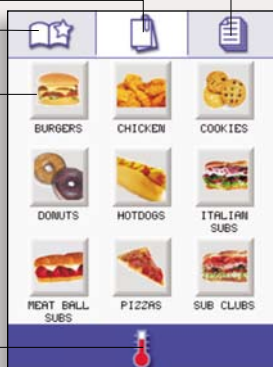 BURGERS CHICKEN COOKIES
DONUTS HOTDOGS ITALIAN
SUBS
MEAT BALL PIZZAS SUB CLUBS
SUBS